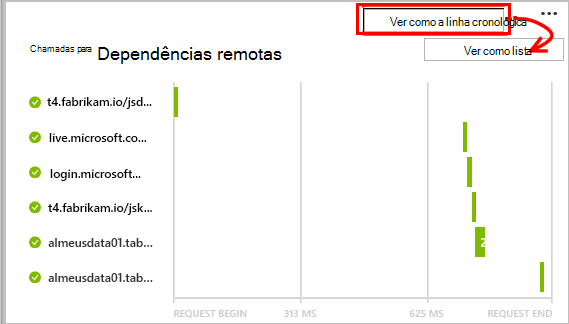 Ver como a linha cronológica
•••
Ver como lista
Chamadas para Dependências remotas
t4.fabrikam.io/jsd...
live.microsoft.co...
login.microsoft...
t4.fabrikam.io/jsk...
almeusdata01.tab...
2
almeusdata01.tab...
REQUEST BEGIN 313 MS 625 MS REQUEST END